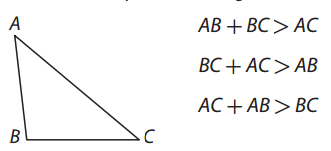 A
B
C
AB + BC > AC
BC + AC > AB
AC + AB > BC